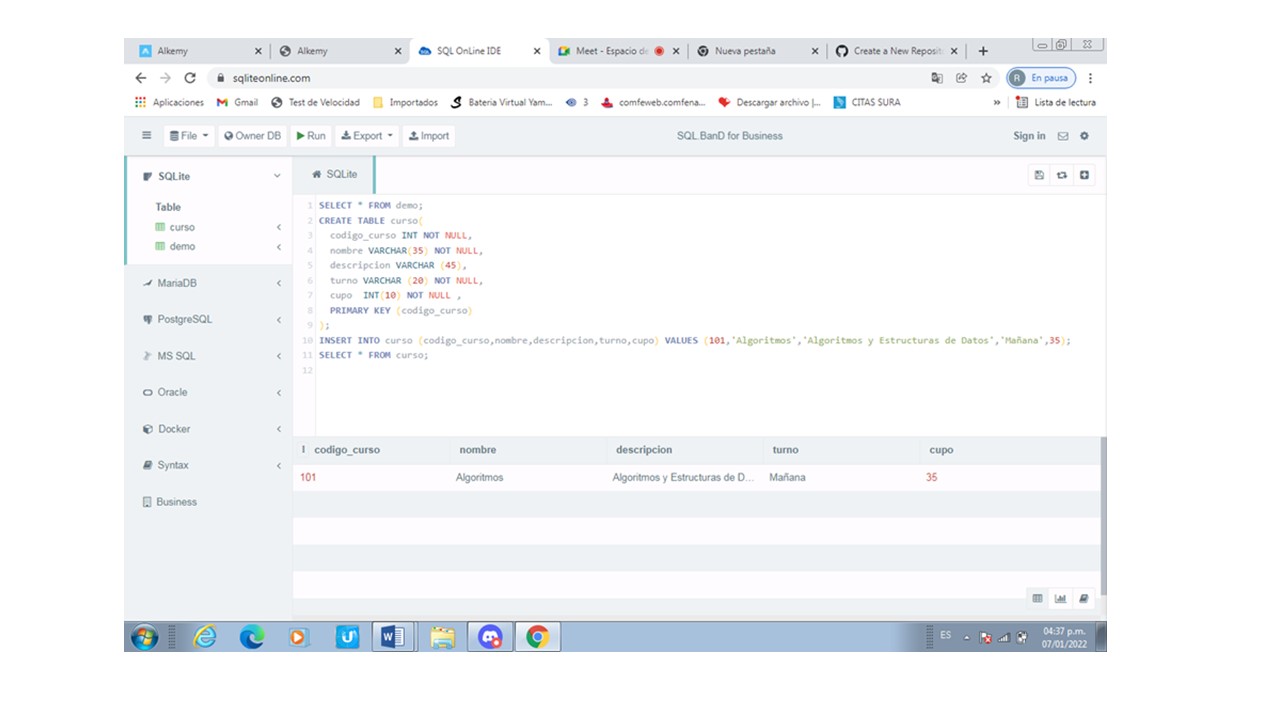 Alkemy
Alkemy
SQL OnLine IDE
Meet - Espacio de
Nueva pestaña
Create a New Reposit
sqliteonline.com
R
En pausa
Aplicaciones
Gmail
Test de Velocidad
Importados
Bateria Virtual Yam...
3
comfeweb.comfena...
Descargar archivo |...
CITAS SURA
»
Lista de lectura
File
Owner DB
Run
Export
Import
SQL.BanD for Business
Sign in
SQLite
Table
curso
demo
MariaDB
PostgreSQL
MS SQL
Oracle
Docker
Syntax
Business
SQLite
1 SELECT * FROM demo;
2 CREATE TABLE curso(
3 codigo_curso INT NOT NULL,
4 nombre VARCHAR(35) NOT NULL,
5 descripcion VARCHAR (45),
6 turno VARCHAR (20) NOT NULL,
7 cupo INT(10) NOT NULL ,
8 PRIMARY KEY (codigo_curso)
9 );
10 INSERT INTO curso (codigo_curso,nombre,descripcion,turno,cupo) VALUES (101,'Algoritmos','Algoritmos y Estructuras de Datos','Mañana',35);
11 SELECT * FROM curso;
12
! codigo_curso nombre descripcion turno cupo
101 Algoritmos Algoritmos y Estructuras de D... Mañana 35
ES
04:37 p.m.
07/01/2022